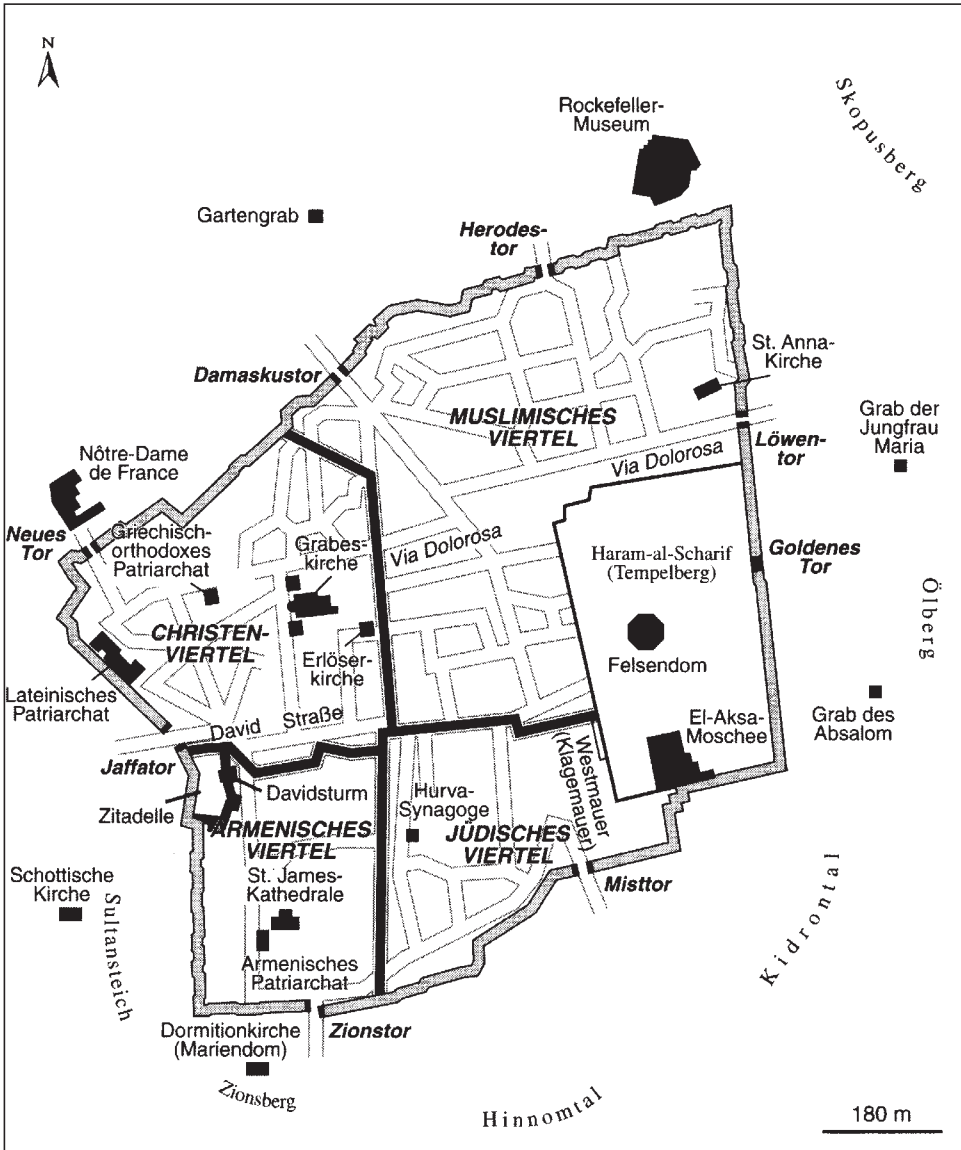 N
Skopusberg
Rockefeller-
Museum
Gartengrab
Herodes-
tor
St. Anna-
Kirche
Damaskustor
MUSLIMISCHES
VIERTEL
Grab der
Jungfrau
Maria
Löwen-
tor
Via Dolorosa
Nôtre-Dame
de France
Neues
Tor
Griechisch-
orthodoxes
Patriarchat
Grabes-
kirche
Via Dolorosa
Haram-al-Scharif
(Tempelberg)
Goldenes
Tor
Ölberg
CHRISTEN-
VIERTEL
Erlöser-
kirche
Felsendom
Lateinisches
Patriarchat
David Straße
El-Aksa-
Moschee
Grab des
Absalom
Jaffator
Westmauer
(Klagemauer)
Davidsturm
Zitadelle
Hurva-
Synagoge
ARMENISCHES
VIERTEL
JÜDISCHES
VIERTEL
Schottische
Kirche
St. James-
Kathedrale
Misttor
Sultansteich
Kidrontal
Armenisches
Patriarchat
Dormitionkirche
(Mariendom)
Zionstor
Zionsberg
Hinnomtal
180 m